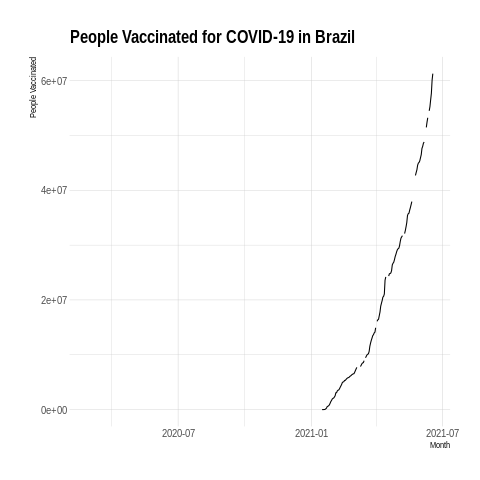 People Vaccinated for COVID-19 in Brazil
People Vaccinated
6e+07
4e+07
2e+07
0e+00
2020-07
2021-01
2021-07
Month